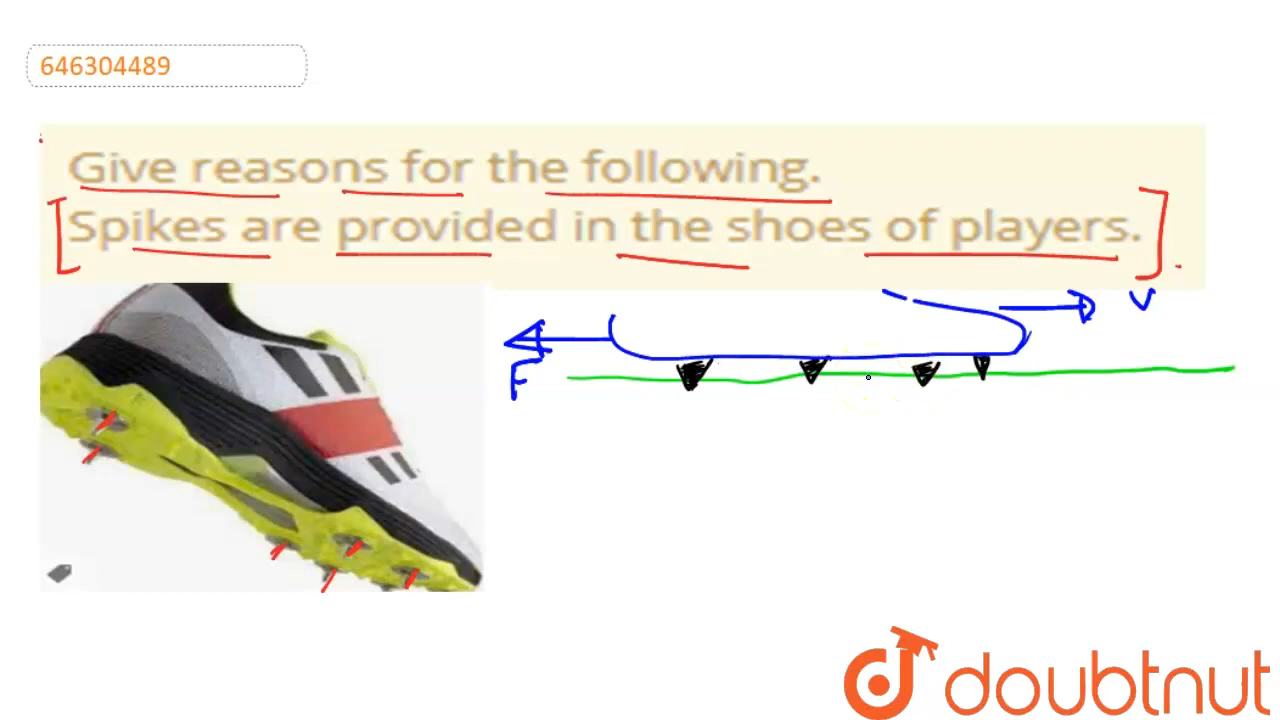 646304489
Give reasons for the following.
Spikes are provided in the shoes of players.
V
F
doubtnut